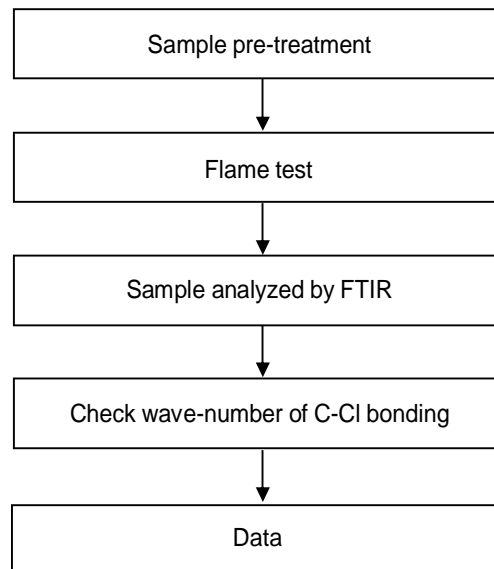 Sample pre-treatment
Flame test
Sample analyzed by FTIR
Check wave-number of C-Cl bonding
Data